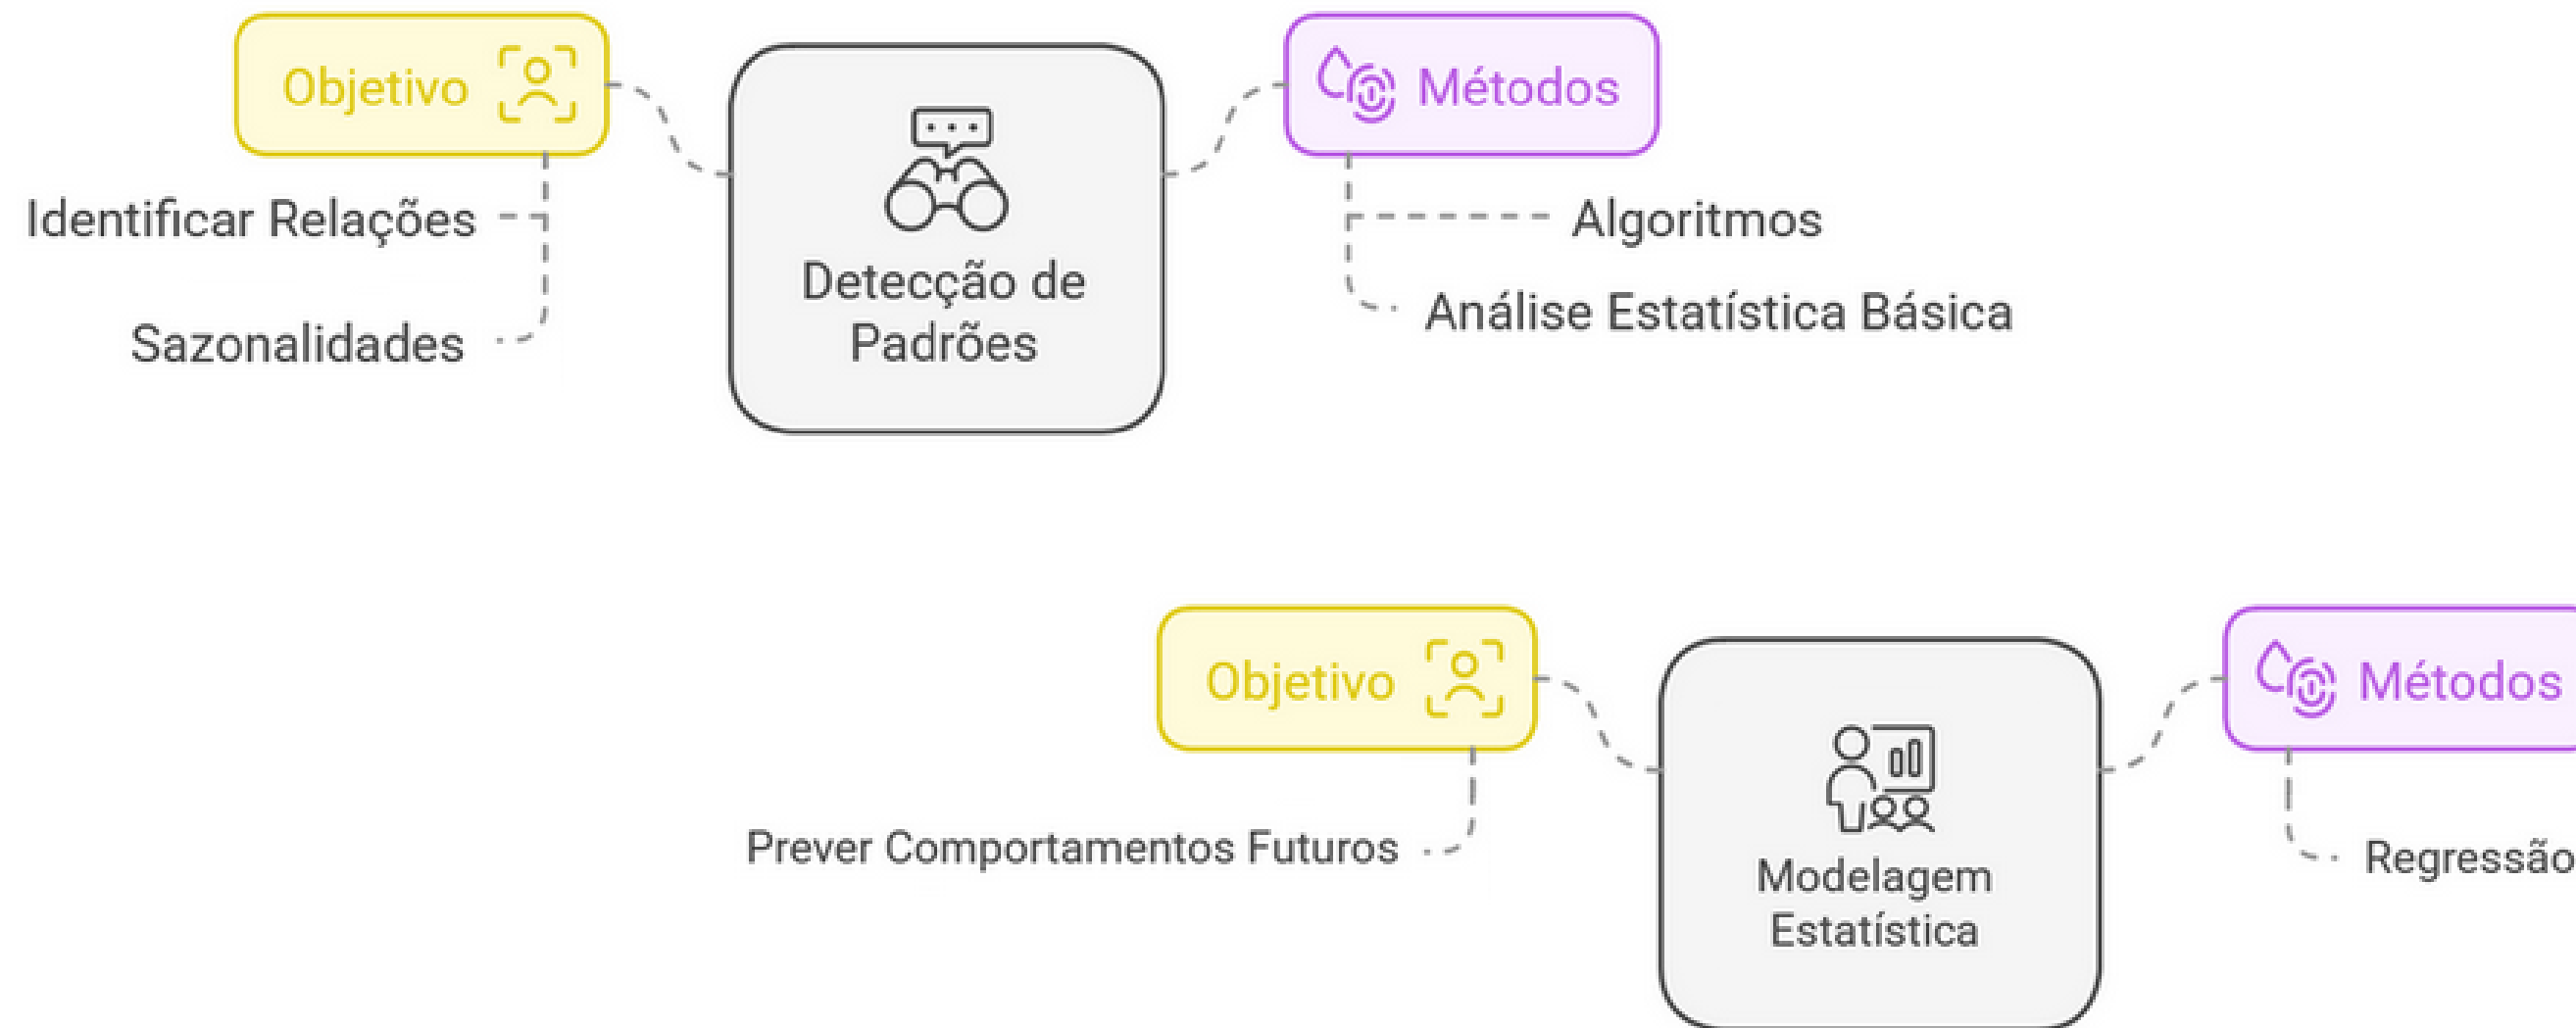 Objetivo
Métodos
Identificar Relações
Algoritmos
Detecção de
Padrões
Análise Estatística Básica
Sazonalidades
Objetivo
Métodos
Prever Comportamentos Futuros
Regressão
Modelagem
Estatística